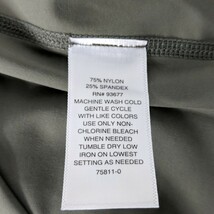 75% NYLON
25% SPANDEX
RN# 93677
MACHINE WASH COLD
GENTLE CYCLE
WITH LIKE COLORS
USE ONLY NON-
CHLORINE BLEACH
WHEN NEEDED
TUMBLE DRY LOW
IRON ON LOWEST
SETTING AS NEEDED
75811-0